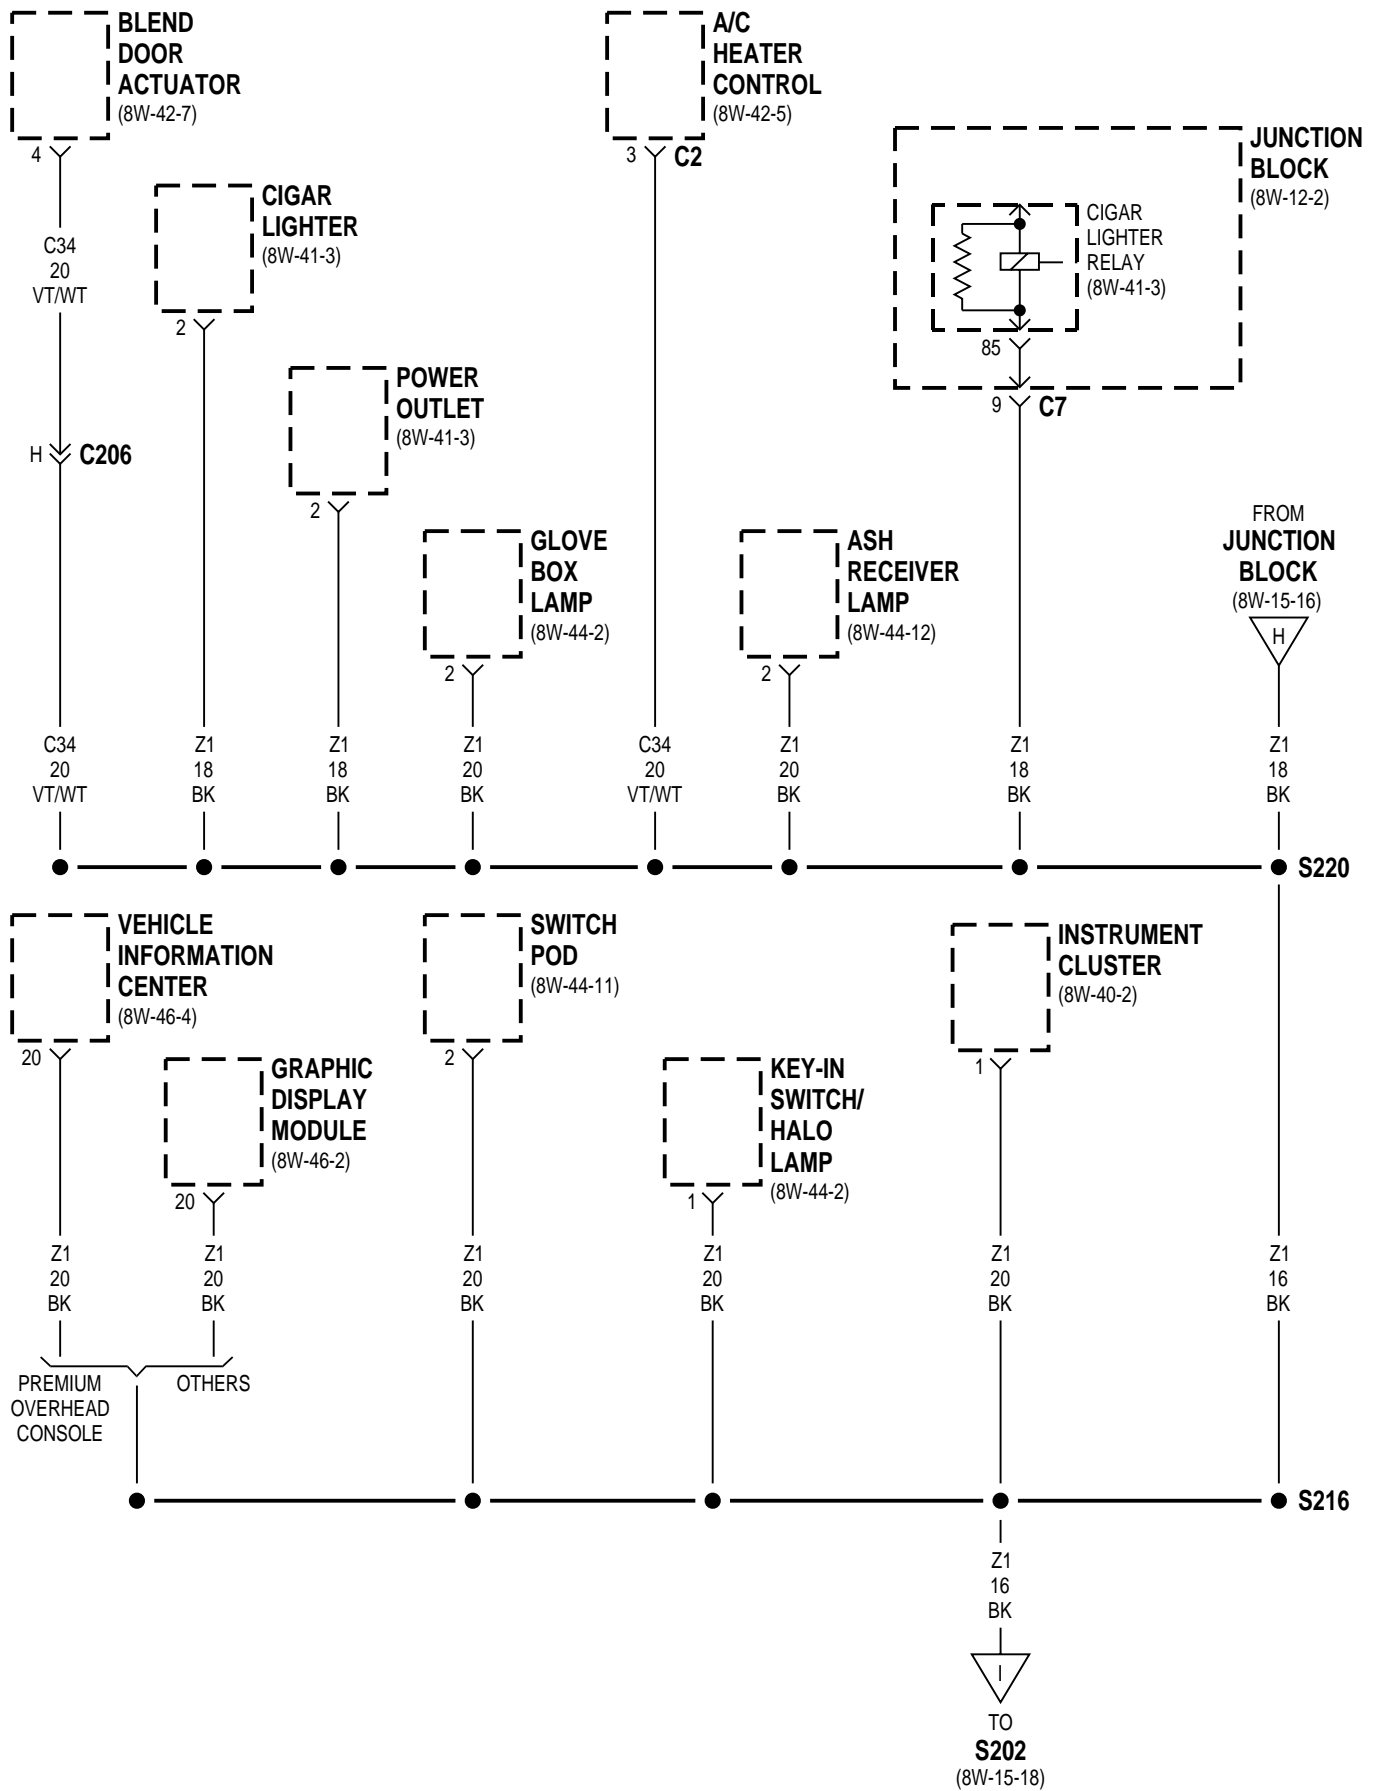 BLEND
DOOR
ACTUATOR
(8W-42-7)
4
C34
20
VT/WT
H
C206
C34
20
VT/WT
CIGAR
LIGHTER
(8W-41-3)
2
Z1
18
BK
POWER
OUTLET
(8W-41-3)
2
Z1
18
BK
GLOVE
BOX
LAMP
(8W-44-2)
2
Z1
20
BK
A/C
HEATER
CONTROL
(8W-42-5)
3
C2
C34
20
VT/WT
ASH
RECEIVER
LAMP
(8W-44-12)
2
Z1
20
BK
JUNCTION
BLOCK
(8W-12-2)
CIGAR
LIGHTER
RELAY
(8W-41-3)
85
9
C7
Z1
18
BK
FROM
JUNCTION
BLOCK
(8W-15-16)
H
Z1
18
BK
S220
VEHICLE
INFORMATION
CENTER
(8W-46-4)
20
Z1
20
BK
GRAPHIC
DISPLAY
MODULE
(8W-46-2)
20
Z1
20
BK
PREMIUM
OVERHEAD
CONSOLE
OTHERS
SWITCH
POD
(8W-44-11)
2
Z1
20
BK
KEY-IN
SWITCH/
HALO
LAMP
(8W-44-2)
1
Z1
20
BK
INSTRUMENT
CLUSTER
(8W-40-2)
1
Z1
20
BK
Z1
16
BK
S216
Z1
16
BK
I
TO
S202
(8W-15-18)